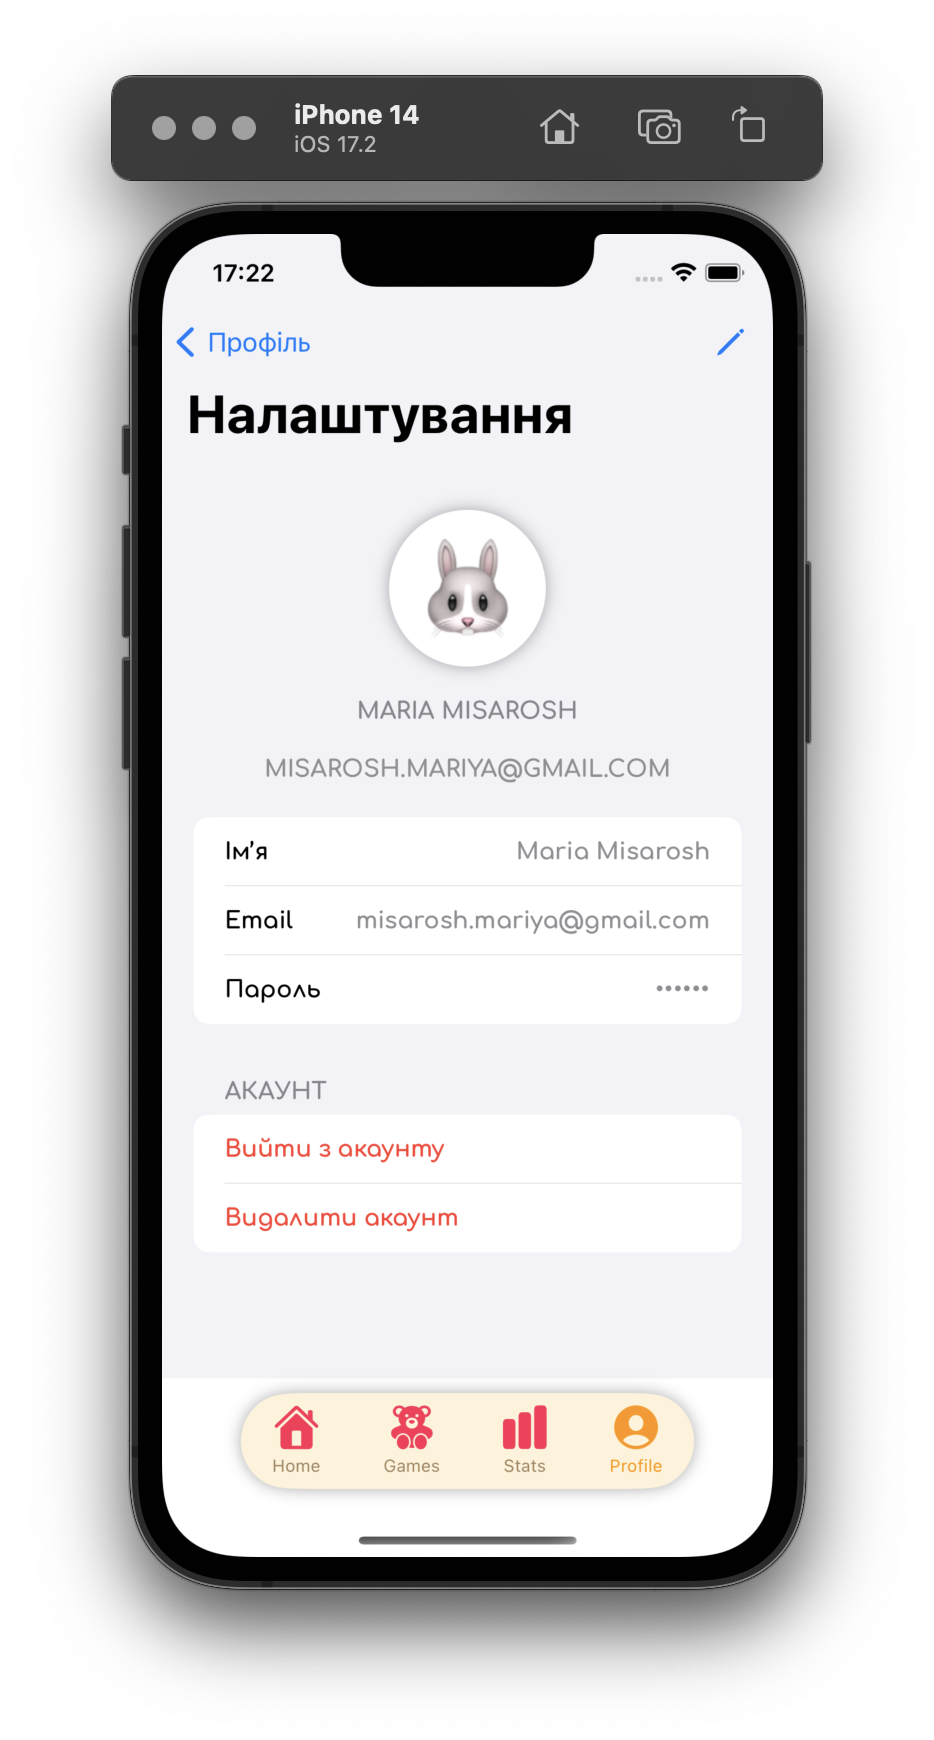 iPhone 14
iOS 17.2
17:22
Профіль
Налаштування
MARIA MISAROSH
MISAROSH.MARIYA@GMAIL.COM
Ім’я Maria Misarosh
Email misarosh.mariya@gmail.com
Пароль ••••••
АКАУНТ
Вийти з акаунту
Видалити акаунт
Home Games Stats Profile